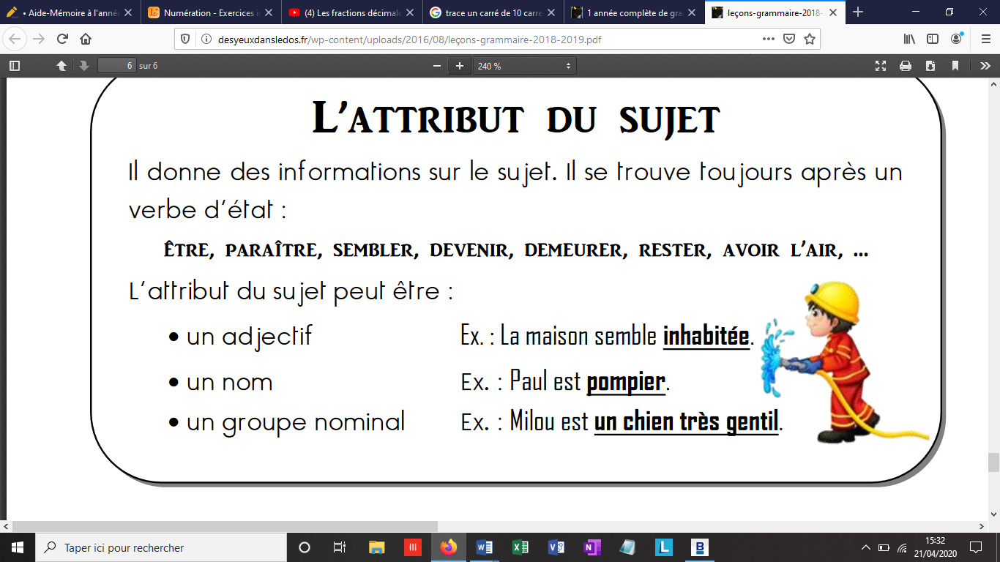 • Aide-Mémoire à l'anné
Numération - Exercices i
(4) Les fractions décimale
trace un carré de 10 carre
1 année complète de gra
leçons-grammaire-2018-
desyeuxdansledos.fr/wp-content/uploads/2016/08/leçons-grammaire-2018-2019.pdf
6 sur 6
240 %
L'ATTRIBUT DU SUJET
Il donne des informations sur le sujet. Il se trouve toujours après un
verbe d'état :
ÊTRE, PARAÎTRE, SEMBLER, DEVENIR, DEMEURER, RESTER, AVOIR L'AIR, ...
L'attribut du sujet peut être :
• un adjectif Ex. : La maison semble inhabitée.
• un nom Ex. : Paul est pompier.
• un groupe nominal Ex. : Milou est un chien très gentil.
Taper ici pour rechercher
15:32
21/04/2020